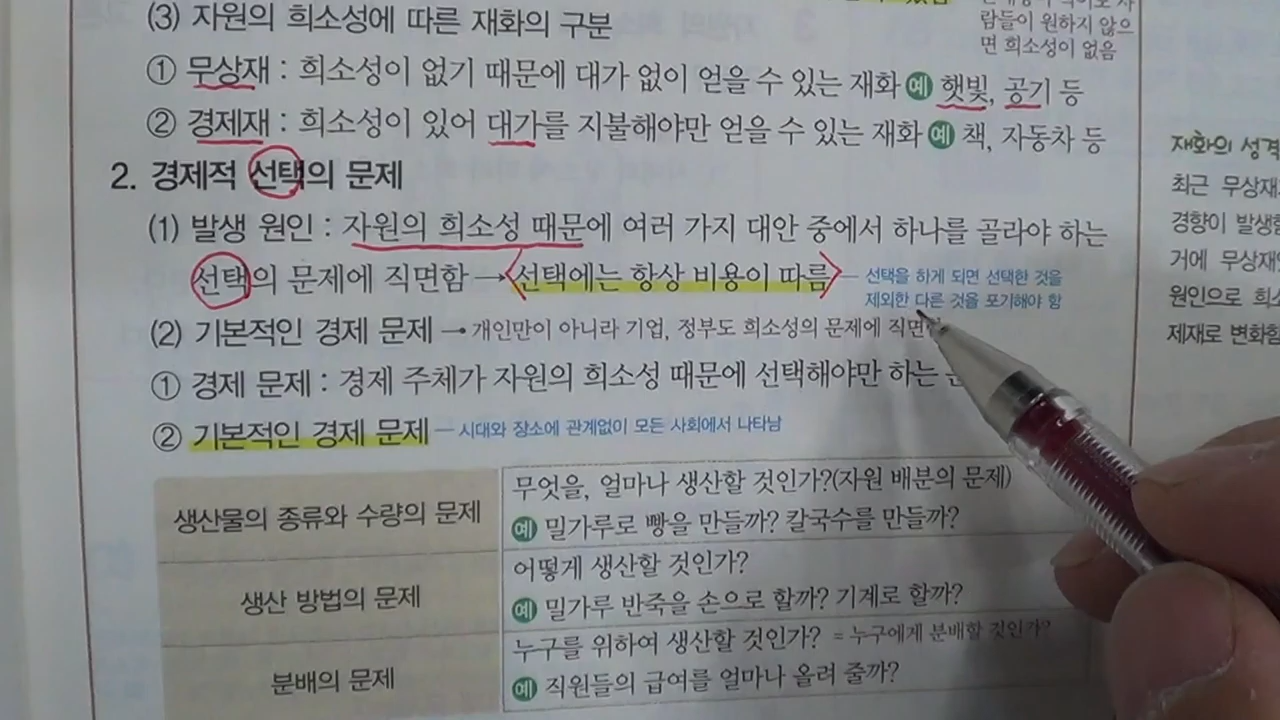 (3) 자원의 희소성에 따른 재화의 구분
람들이 원하지 않으
면 희소성이 없음
① 무상재 : 희소성이 없기 때문에 대가 없이 얻을 수 있는 재화 예 햇빛, 공기 등
② 경제재 : 희소성이 있어 대가를 지불해야만 얻을 수 있는 재화 예 책, 자동차 등
2. 경제적 선택의 문제
(1) 발생 원인 : 자원의 희소성 때문에 여러 가지 대안 중에서 하나를 골라야 하는
선택의 문제에 직면함 → 선택에는 항상 비용이 따름
선택을 하게 되면 선택한 것을
제외한 다른 것을 포기해야 함
(2) 기본적인 경제 문제 → 개인만이 아니라 기업, 정부도 희소성의 문제에 직면
① 경제 문제 : 경제 주체가 자원의 희소성 때문에 선택해야만 하는
② 기본적인 경제 문제 ─ 시대와 장소에 관계없이 모든 사회에서 나타남
생산물의 종류와 수량의 문제
무엇을, 얼마나 생산할 것인가?(자원 배분의 문제)
예 밀가루로 빵을 만들까? 칼국수를 만들까?
생산 방법의 문제
어떻게 생산할 것인가?
예 밀가루 반죽을 손으로 할까? 기계로 할까?
분배의 문제
누구를 위하여 생산할 것인가? = 누구에게 분배할 것인가?
예 직원들의 급여를 얼마나 올려 줄까?
재화의 성격
최근 무상재
경향이 발생
거에 무상재
원인으로 희
제재로 변화